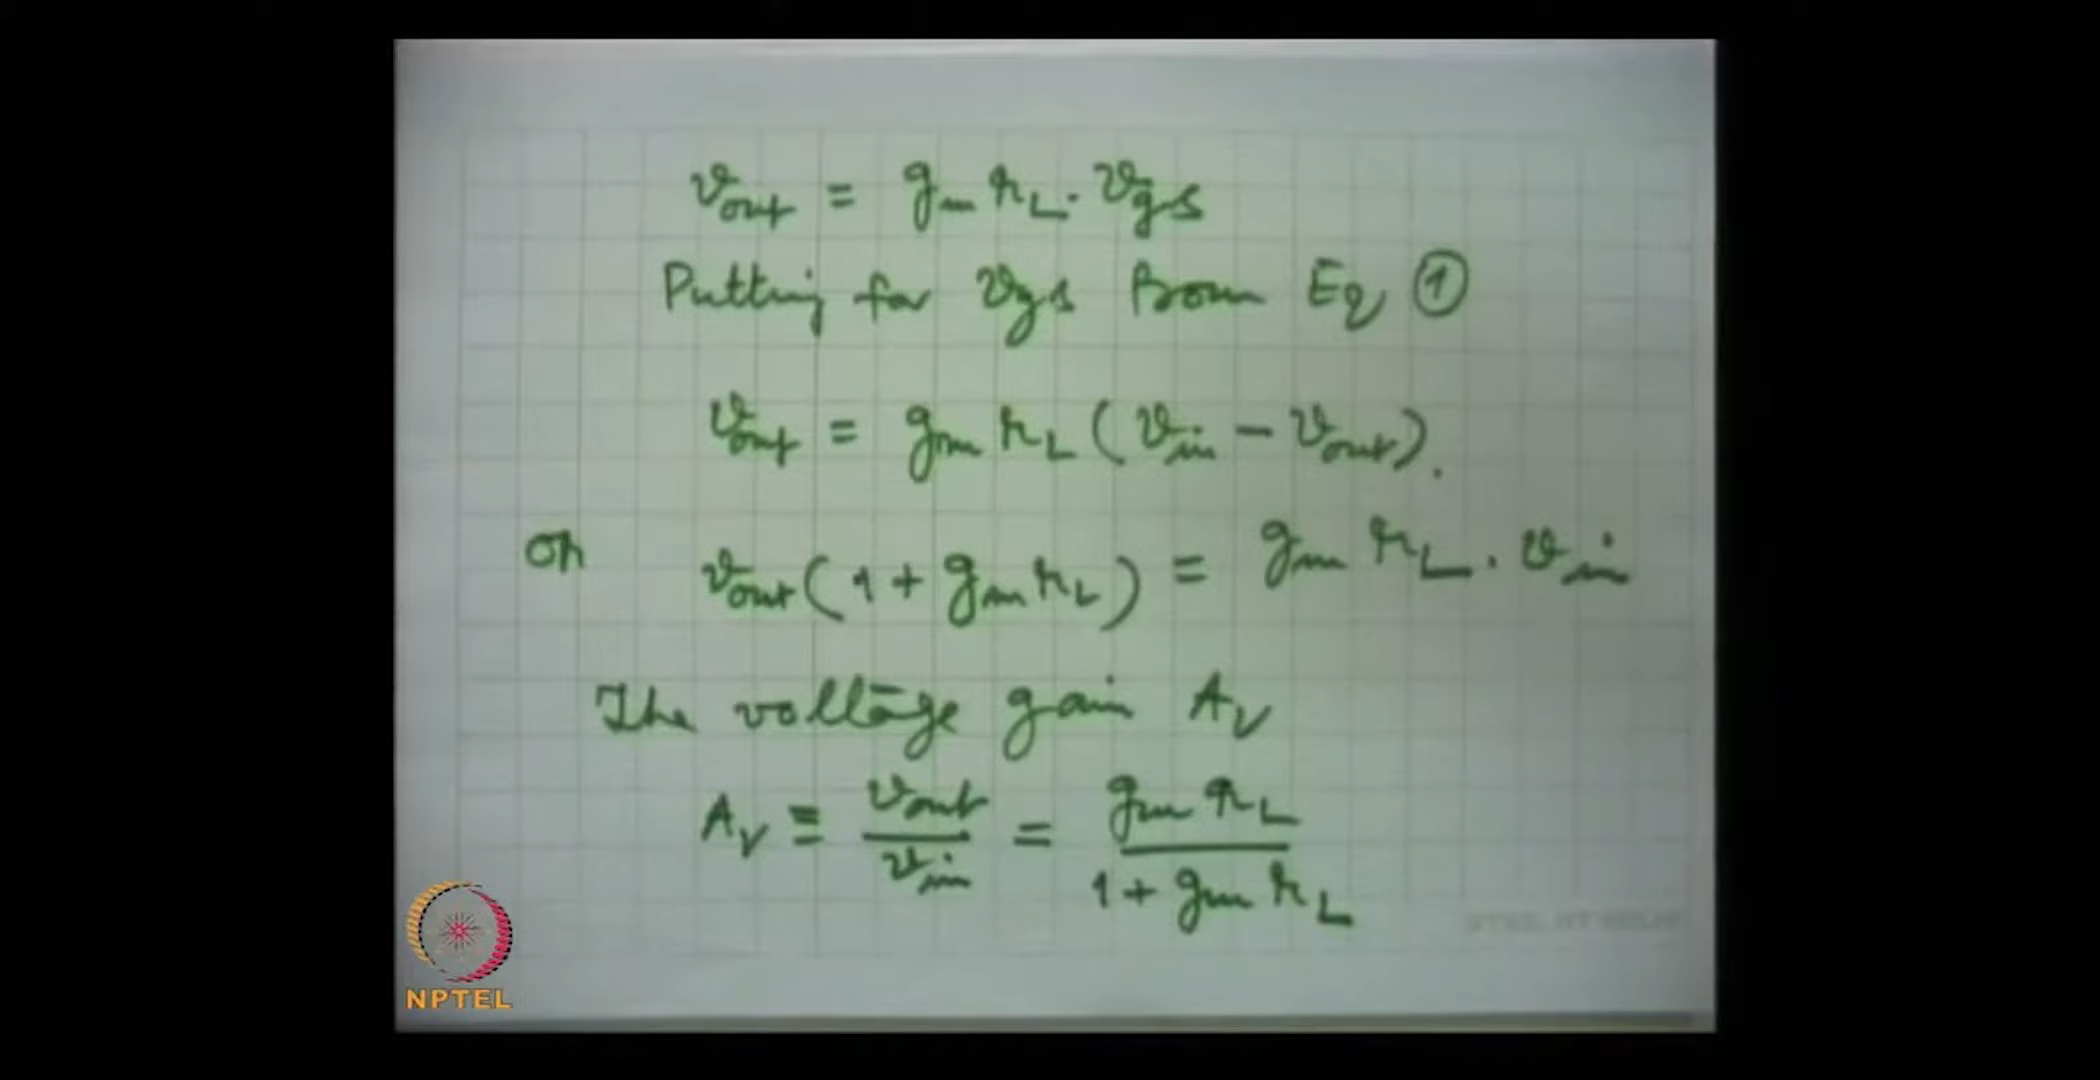 v_out = g_m r_L . v_gs
Putting for v_gs from Eq ①
v_out = g_m r_L ( v_in − v_out ).
or v_out ( 1 + g_m r_L ) = g_m r_L . v_in
The voltage gain A_V
A_V ≡ v_out / v_in = g_m r_L / 1 + g_m r_L
NPTEL